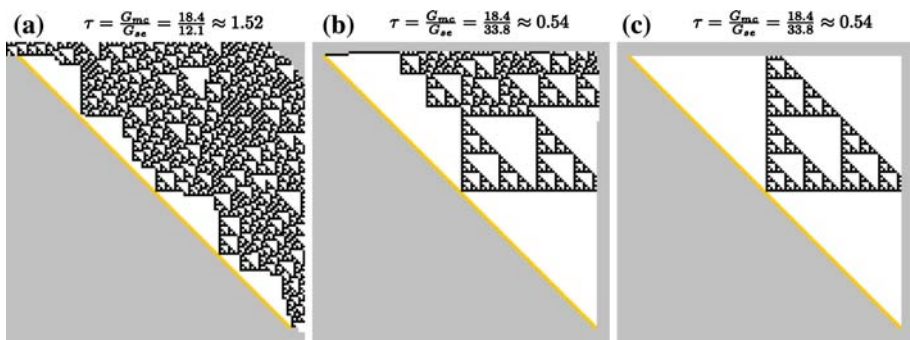 (a) τ = G_mc/G_se = 18.4/12.1 ≈ 1.52
(b) τ = G_mc/G_se = 18.4/33.8 ≈ 0.54
(c) τ = G_mc/G_se = 18.4/33.8 ≈ 0.54